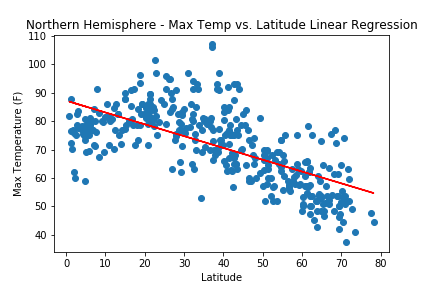 Northern Hemisphere - Max Temp vs. Latitude Linear Regression
110
100
90
80
70
60
50
40
Max Temperature (F)
0 10 20 30 40 50 60 70 80
Latitude